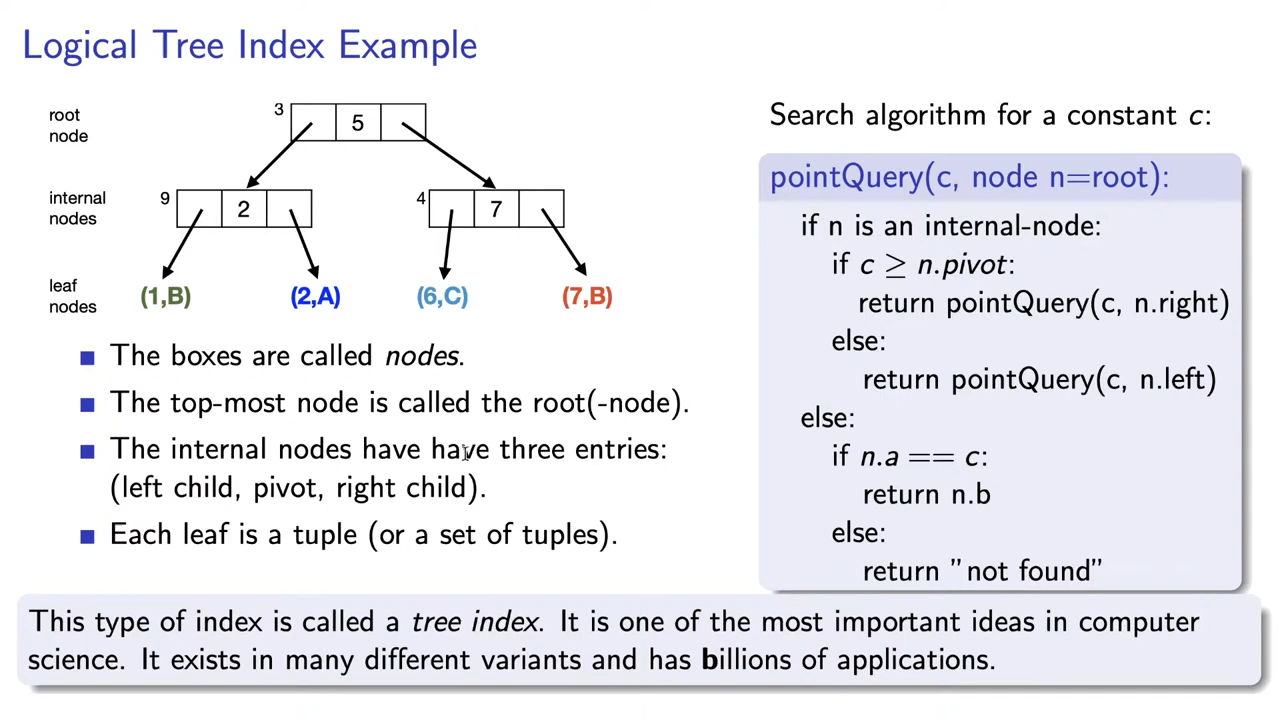 Logical Tree Index Example
root
node
3
5
internal
nodes
9
2
4
7
leaf
nodes
(1,B)
(2,A)
(6,C)
(7,B)
■ The boxes are called nodes.
■ The top-most node is called the root(-node).
■ The internal nodes have have three entries:
(left child, pivot, right child).
■ Each leaf is a tuple (or a set of tuples).
Search algorithm for a constant c:
pointQuery(c, node n=root):
if n is an internal-node:
if c ≥ n.pivot:
return pointQuery(c, n.right)
else:
return pointQuery(c, n.left)
else:
if n.a == c:
return n.b
else:
return ”not found”
This type of index is called a tree index. It is one of the most important ideas in computer
science. It exists in many different variants and has billions of applications.